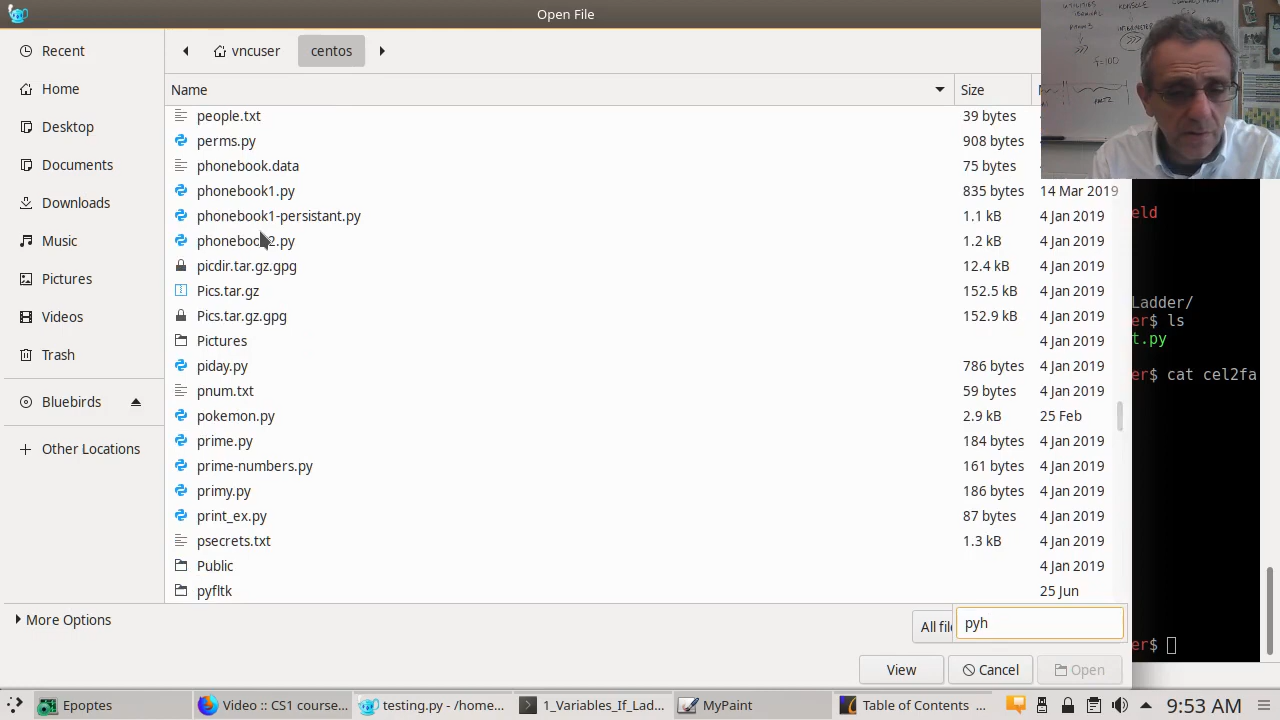 Open File
Recent
Home
Desktop
Documents
Downloads
Music
Pictures
Videos
Trash
Bluebirds
Other Locations
vncuser centos
Name Size
people.txt 39 bytes
perms.py 908 bytes
phonebook.data 75 bytes
phonebook1.py 835 bytes 14 Mar 2019
phonebook1-persistant.py 1.1 kB 4 Jan 2019
phonebook2.py 1.2 kB 4 Jan 2019
picdir.tar.gz.gpg 12.4 kB 4 Jan 2019
Pics.tar.gz 152.5 kB 4 Jan 2019
Pics.tar.gz.gpg 152.9 kB 4 Jan 2019
Pictures 4 Jan 2019
piday.py 786 bytes 4 Jan 2019
pnum.txt 59 bytes 4 Jan 2019
pokemon.py 2.9 kB 25 Feb
prime.py 184 bytes 4 Jan 2019
prime-numbers.py 161 bytes 4 Jan 2019
primy.py 186 bytes 4 Jan 2019
print_ex.py 87 bytes 4 Jan 2019
psecrets.txt 1.3 kB 4 Jan 2019
Public 4 Jan 2019
pyfltk 25 Jun
More Options
All fil
pyh
View Cancel Open
UTILITIES
TERMINAL
KONSOLE
eld
Ladder/
er$ ls
t.py
er$ cat cel2fa
er$
Epoptes
Video :: CS1 course...
testing.py - /home...
1_Variables_If_Lad...
MyPaint
Table of Contents ...
9:53 AM